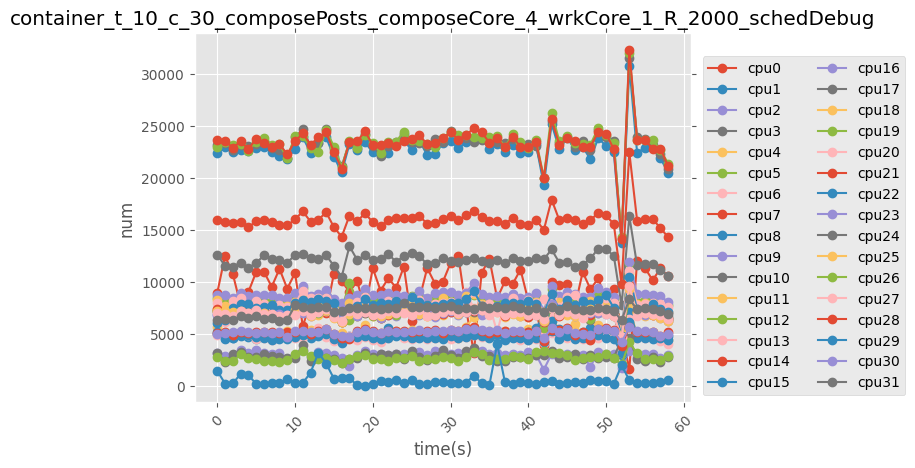 container_t_10_c_30_composePosts_composeCore_4_wrkCore_1_R_2000_schedDebug
num
30000
25000
20000
15000
10000
5000
0
0 10 20 30 40 50 60
time(s)
cpu0 cpu16
cpu1 cpu17
cpu2 cpu18
cpu3 cpu19
cpu4 cpu20
cpu5 cpu21
cpu6 cpu22
cpu7 cpu23
cpu8 cpu24
cpu9 cpu25
cpu10 cpu26
cpu11 cpu27
cpu12 cpu28
cpu13 cpu29
cpu14 cpu30
cpu15 cpu31